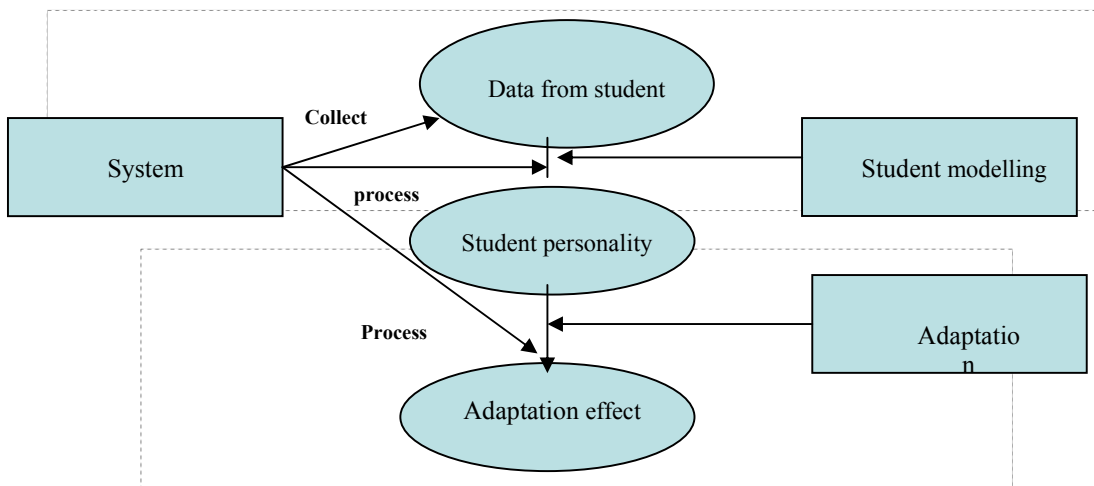 Data from student
Collect
System
Student modelling
process
Student personality
Process
Adaptatio
n
Adaptation effect